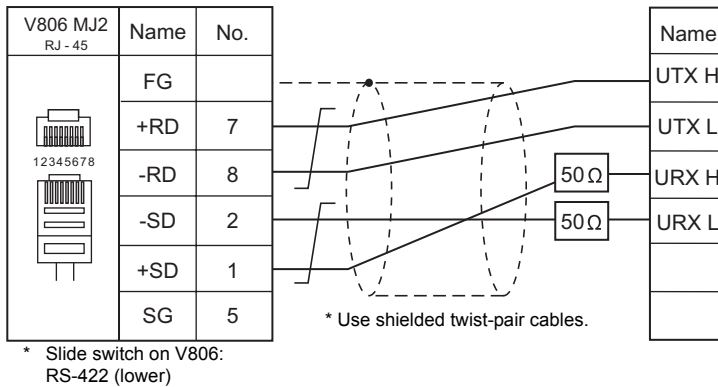 V806 MJ2
RJ - 45
Name
No.
Name
FG
UTX H
+RD
7
UTX L
12345678
-RD
8
50Ω
URX H
-SD
2
50Ω
URX L
+SD
1
SG
5
* Use shielded twist-pair cables.
* Slide switch on V806:
RS-422 (lower)